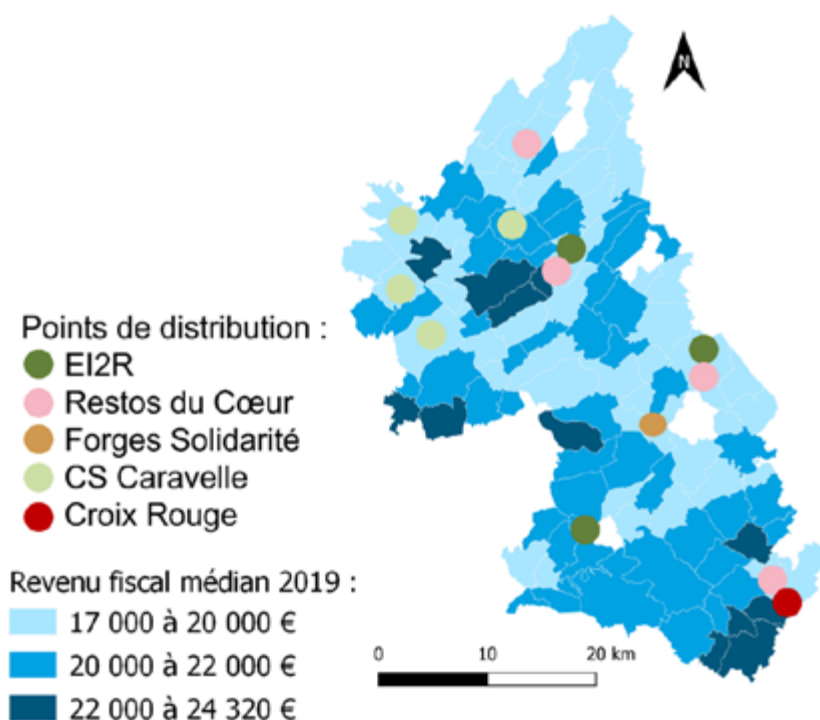 N
Points de distribution :
EI2R
Restos du Cœur
Forges Solidarité
CS Caravelle
Croix Rouge
Revenu fiscal médian 2019 :
17 000 à 20 000 €
20 000 à 22 000 €
22 000 à 24 320 €
0 10 20 km